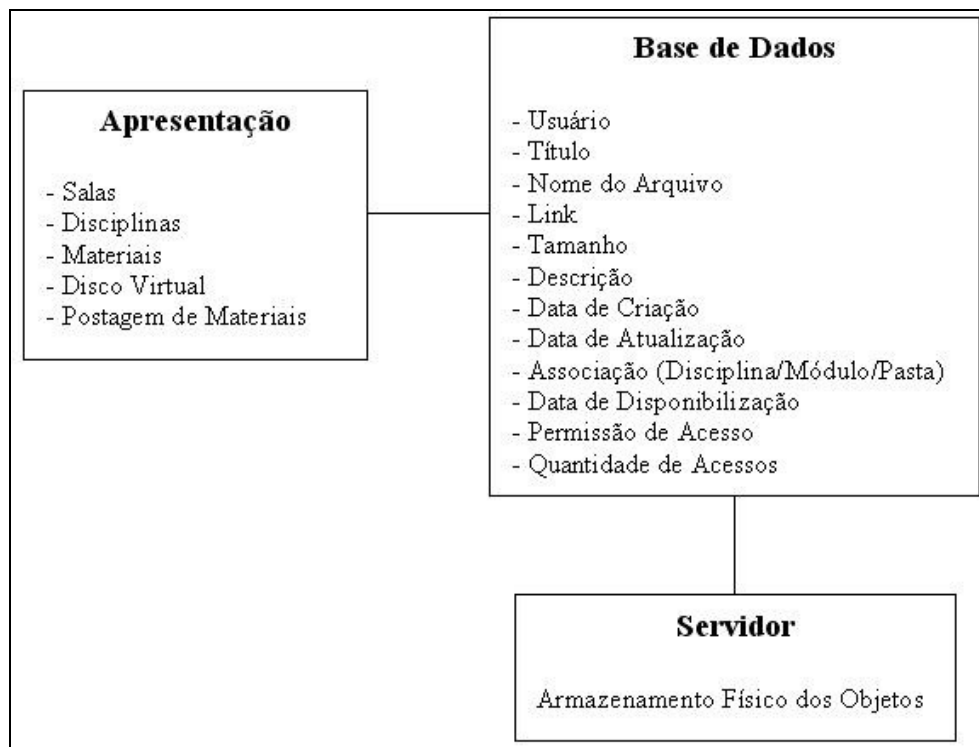 Apresentação
- Salas
- Disciplinas
- Materiais
- Disco Virtual
- Postagem de Materiais
Base de Dados
- Usuário
- Título
- Nome do Arquivo
- Link
- Tamanho
- Descrição
- Data de Criação
- Data de Atualização
- Associação (Disciplina/Módulo/Pasta)
- Data de Disponibilização
- Permissão de Acesso
- Quantidade de Acessos
Servidor
Armazenamento Físico dos Objetos